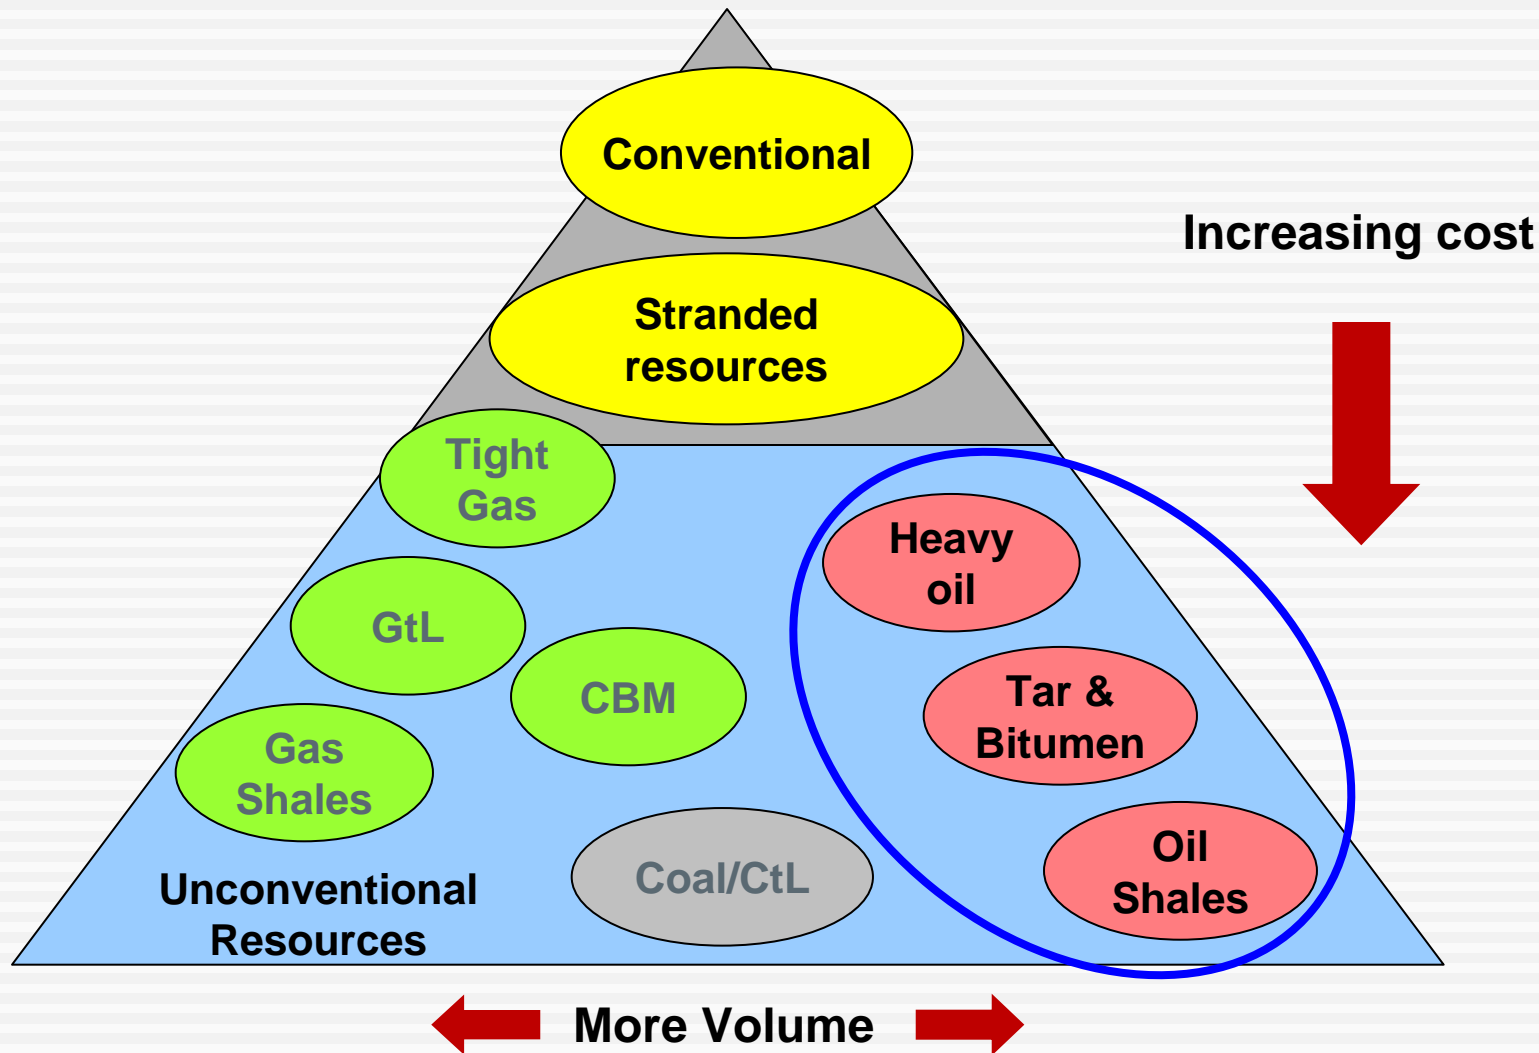 Conventional
Increasing cost
Stranded
resources
Tight
Gas
Heavy
oil
GtL
CBM
Tar &
Bitumen
Gas
Shales
Coal/CtL
Oil
Shales
Unconventional
Resources
More Volume